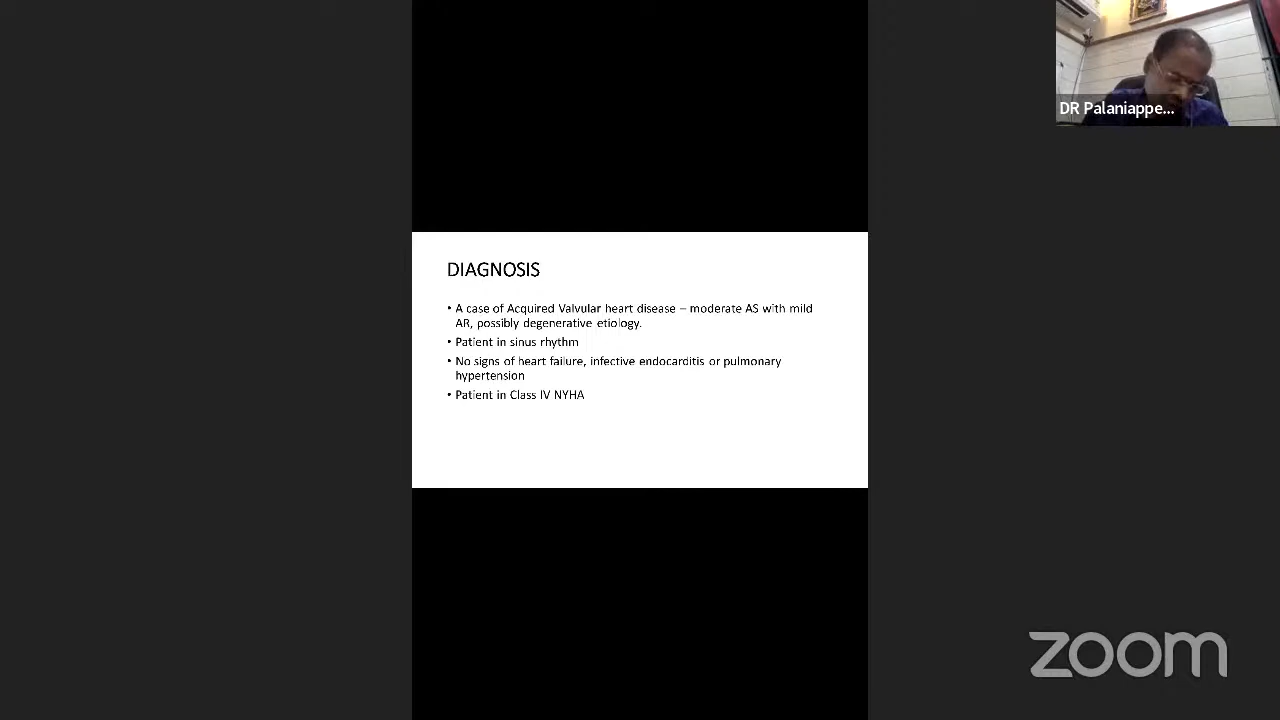 DR Palaniappe...
DIAGNOSIS
• A case of Acquired Valvular heart disease – moderate AS with mild
AR, possibly degenerative etiology.
• Patient in sinus rhythm
• No signs of heart failure, infective endocarditis or pulmonary
hypertension
• Patient in Class IV NYHA
zoom